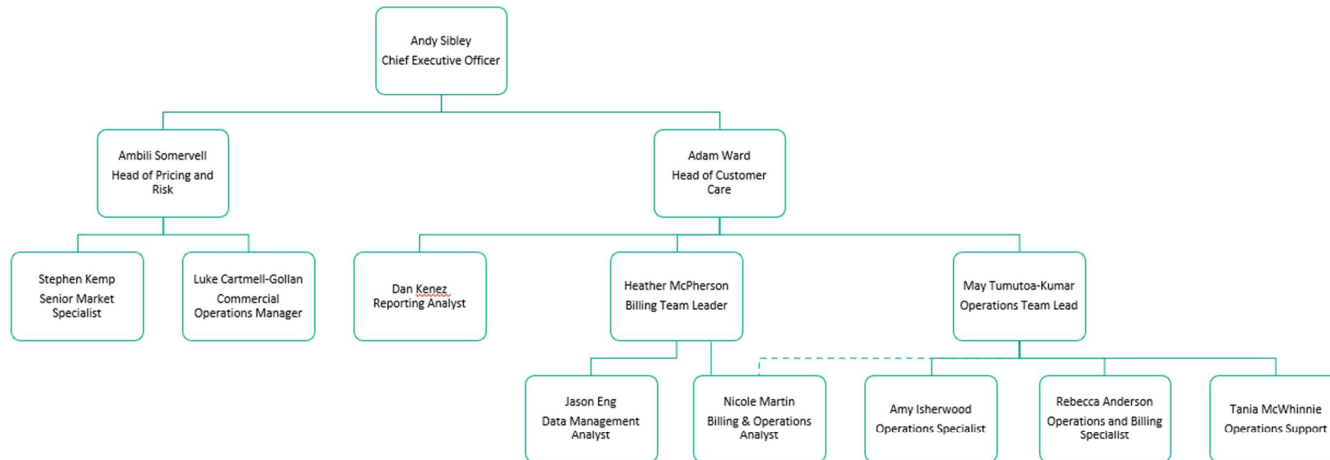 Andy Sibley
Chief Executive Officer
Ambili Somervell
Head of Pricing and
Risk
Adam Ward
Head of Customer
Care
Stephen Kemp
Senior Market
Specialist
Luke Cartmell-Gollan
Commercial
Operations Manager
Dan Kenez
Reporting Analyst
Heather McPherson
Billing Team Leader
May Tumutoa-Kumar
Operations Team Lead
Jason Eng
Data Management
Analyst
Nicole Martin
Billing & Operations
Analyst
Amy Isherwood
Operations Specialist
Rebecca Anderson
Operations and Billing
Specialist
Tania McWhinnie
Operations Support